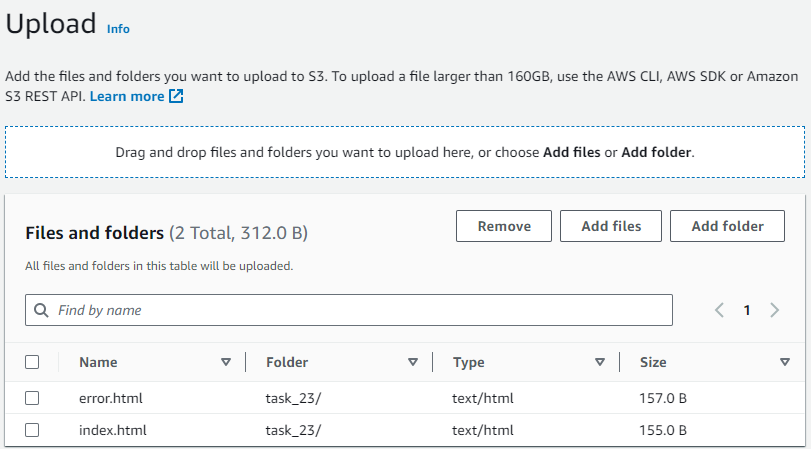 Upload Info
Add the files and folders you want to upload to S3. To upload a file larger than 160GB, use the AWS CLI, AWS SDK or Amazon
S3 REST API. Learn more
Drag and drop files and folders you want to upload here, or choose Add files or Add folder.
Files and folders (2 Total, 312.0 B) Remove Add files Add folder
All files and folders in this table will be uploaded.
Find by name 1
Name Folder Type Size
error.html task_23/ text/html 157.0 B
index.html task_23/ text/html 155.0 B